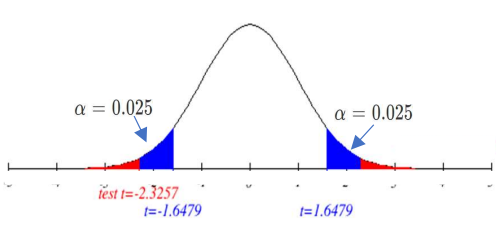 α = 0.025
α = 0.025
test t=-2.3257
t=-1.6479
t=1.6479